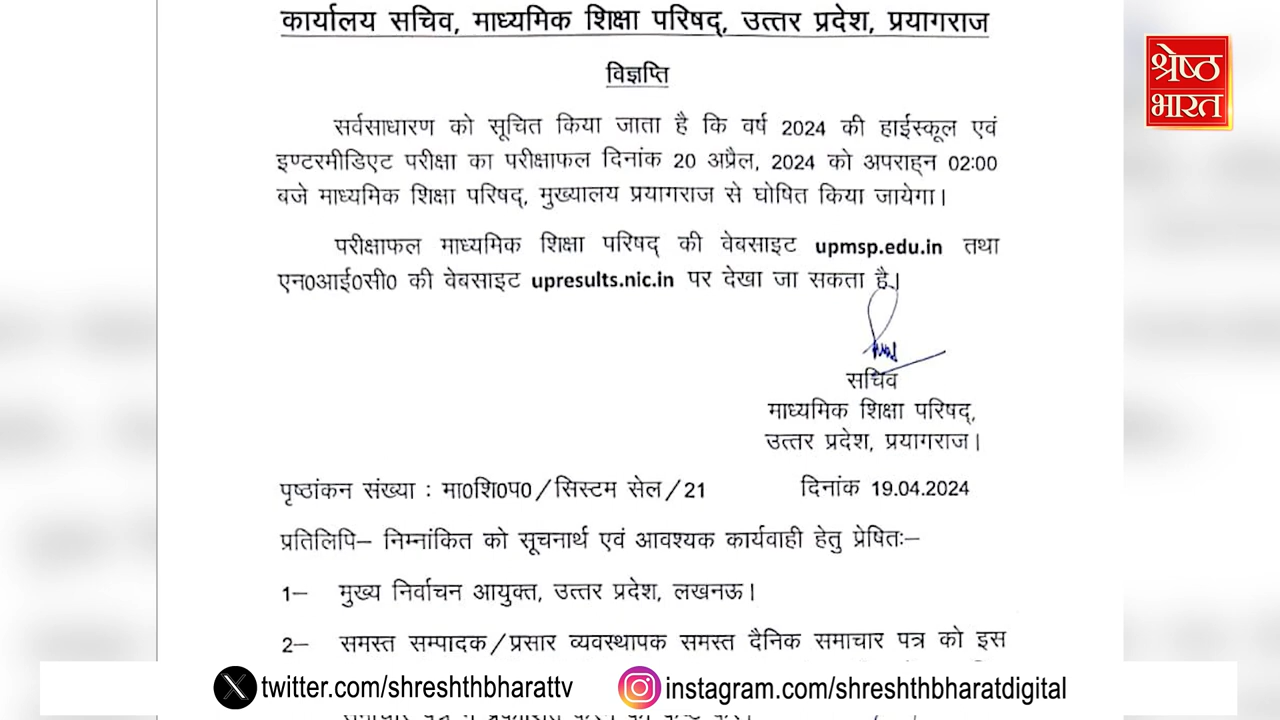 कार्यालय सचिव, माध्यमिक शिक्षा परिषद्, उत्तर प्रदेश, प्रयागराज
विज्ञप्ति
श्रेष्ठ
भारत
सर्वसाधारण को सूचित किया जाता है कि वर्ष 2024 की हाईस्कूल एवं
इण्टरमीडिएट परीक्षा का परीक्षाफल दिनांक 20 अप्रैल, 2024 को अपराह्न 02:00
बजे माध्यमिक शिक्षा परिषद्, मुख्यालय प्रयागराज से घोषित किया जायेगा।
परीक्षाफल माध्यमिक शिक्षा परिषद् की वेबसाइट upmsp.edu.in तथा
एन0आई0सी0 की वेबसाइट upresults.nic.in पर देखा जा सकता है।
सचिव
माध्यमिक शिक्षा परिषद्,
उत्तर प्रदेश, प्रयागराज।
पृष्ठांकन संख्या : मा0शि0प0/सिस्टम सेल/21 दिनांक 19.04.2024
प्रतिलिपि– निम्नांकित को सूचनार्थ एवं आवश्यक कार्यवाही हेतु प्रेषितः–
1– मुख्य निर्वाचन आयुक्त, उत्तर प्रदेश, लखनऊ।
2– समस्त सम्पादक/प्रसार व्यवस्थापक समस्त दैनिक समाचार पत्र को इस
twitter.com/shreshthbharattv instagram.com/shreshthbharatdigital